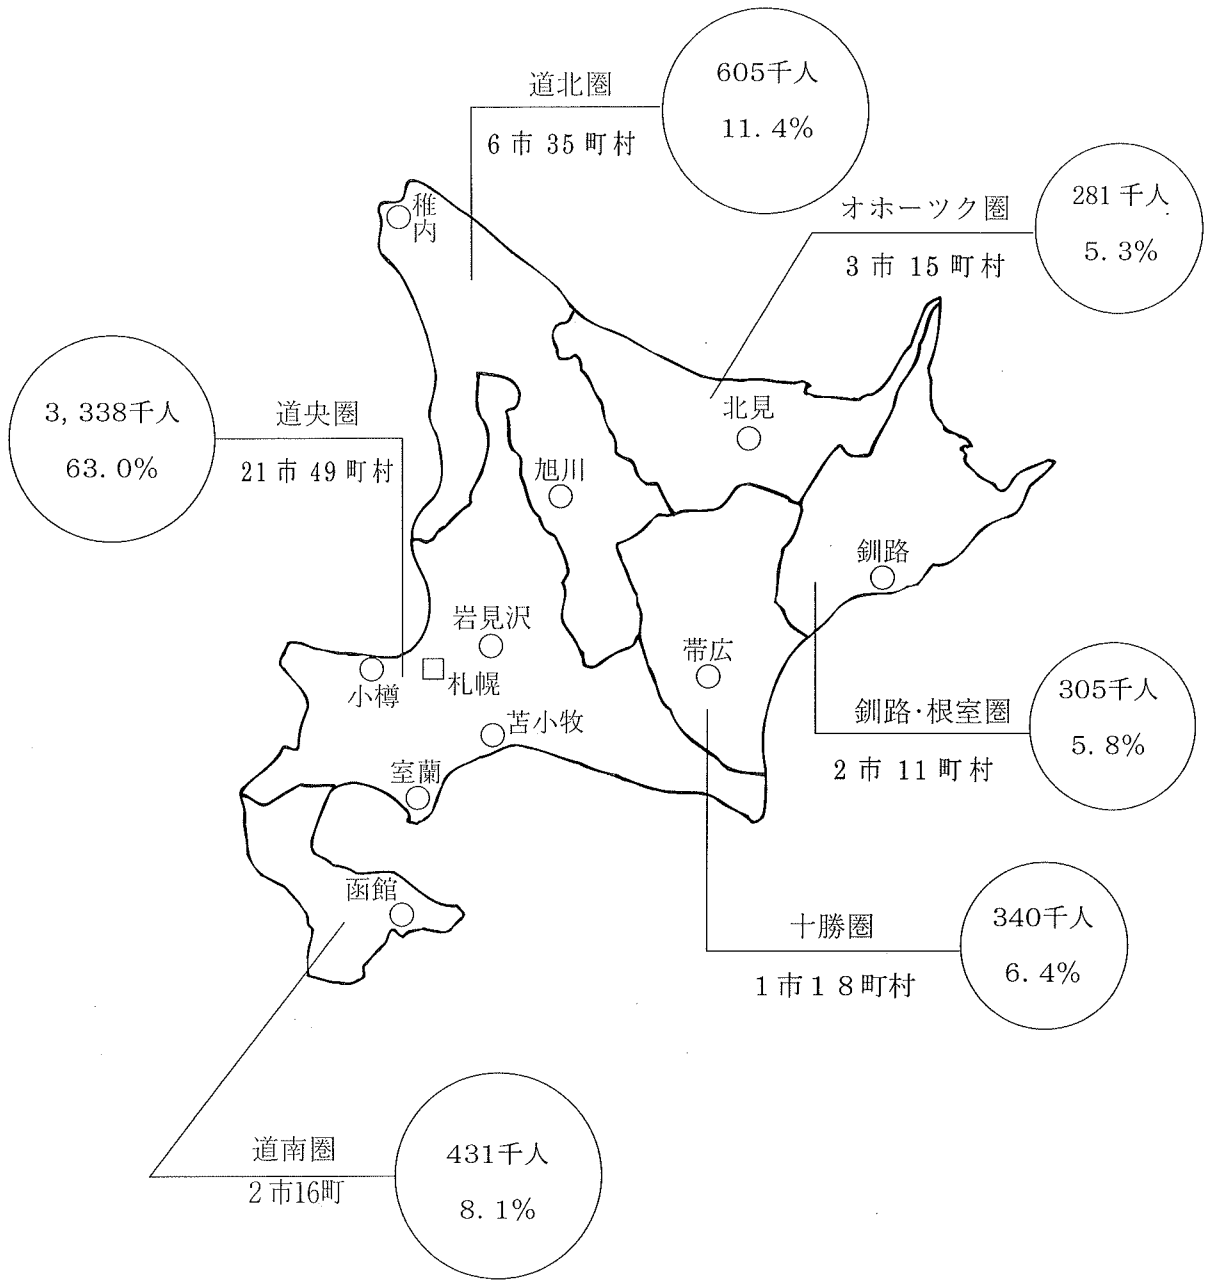 605千人
11.4%
道北圏
6市35町村
281千人
5.3%
オホーツク圏
3市15町村
稚内
3,338千人
63.0%
道央圏
21市49町村
北見
旭川
釧路
岩見沢
帯広
札幌
小樽
苫小牧
室蘭
305千人
5.8%
釧路・根室圏
2市11町村
函館
340千人
6.4%
十勝圏
1市18町村
道南圏
2市16町
431千人
8.1%